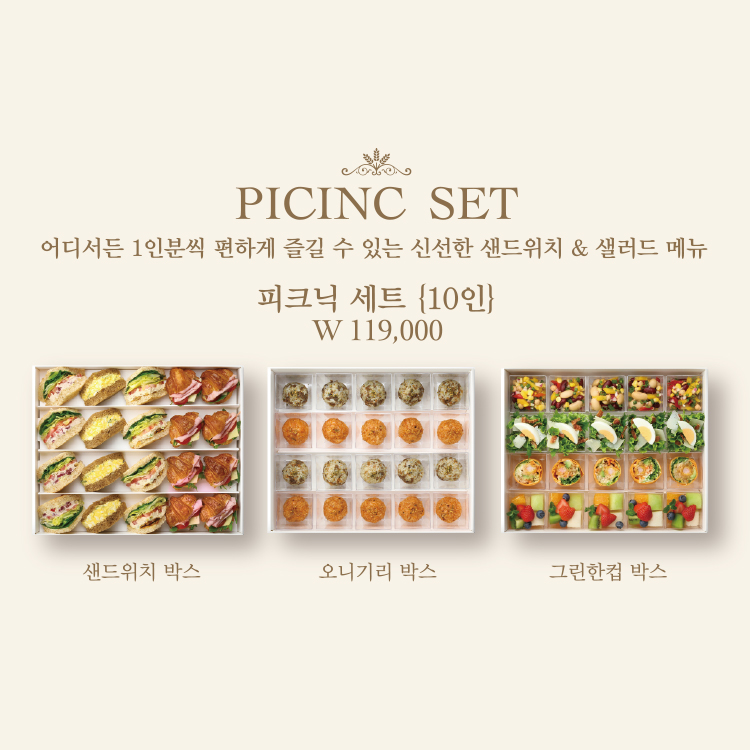 PICINC SET
어디서든 1인분씩 편하게 즐길 수 있는 신선한 샌드위치 & 샐러드 메뉴
피크닉 세트 {10인}
W 119,000
샌드위치 박스
오니기리 박스
그린한컵 박스